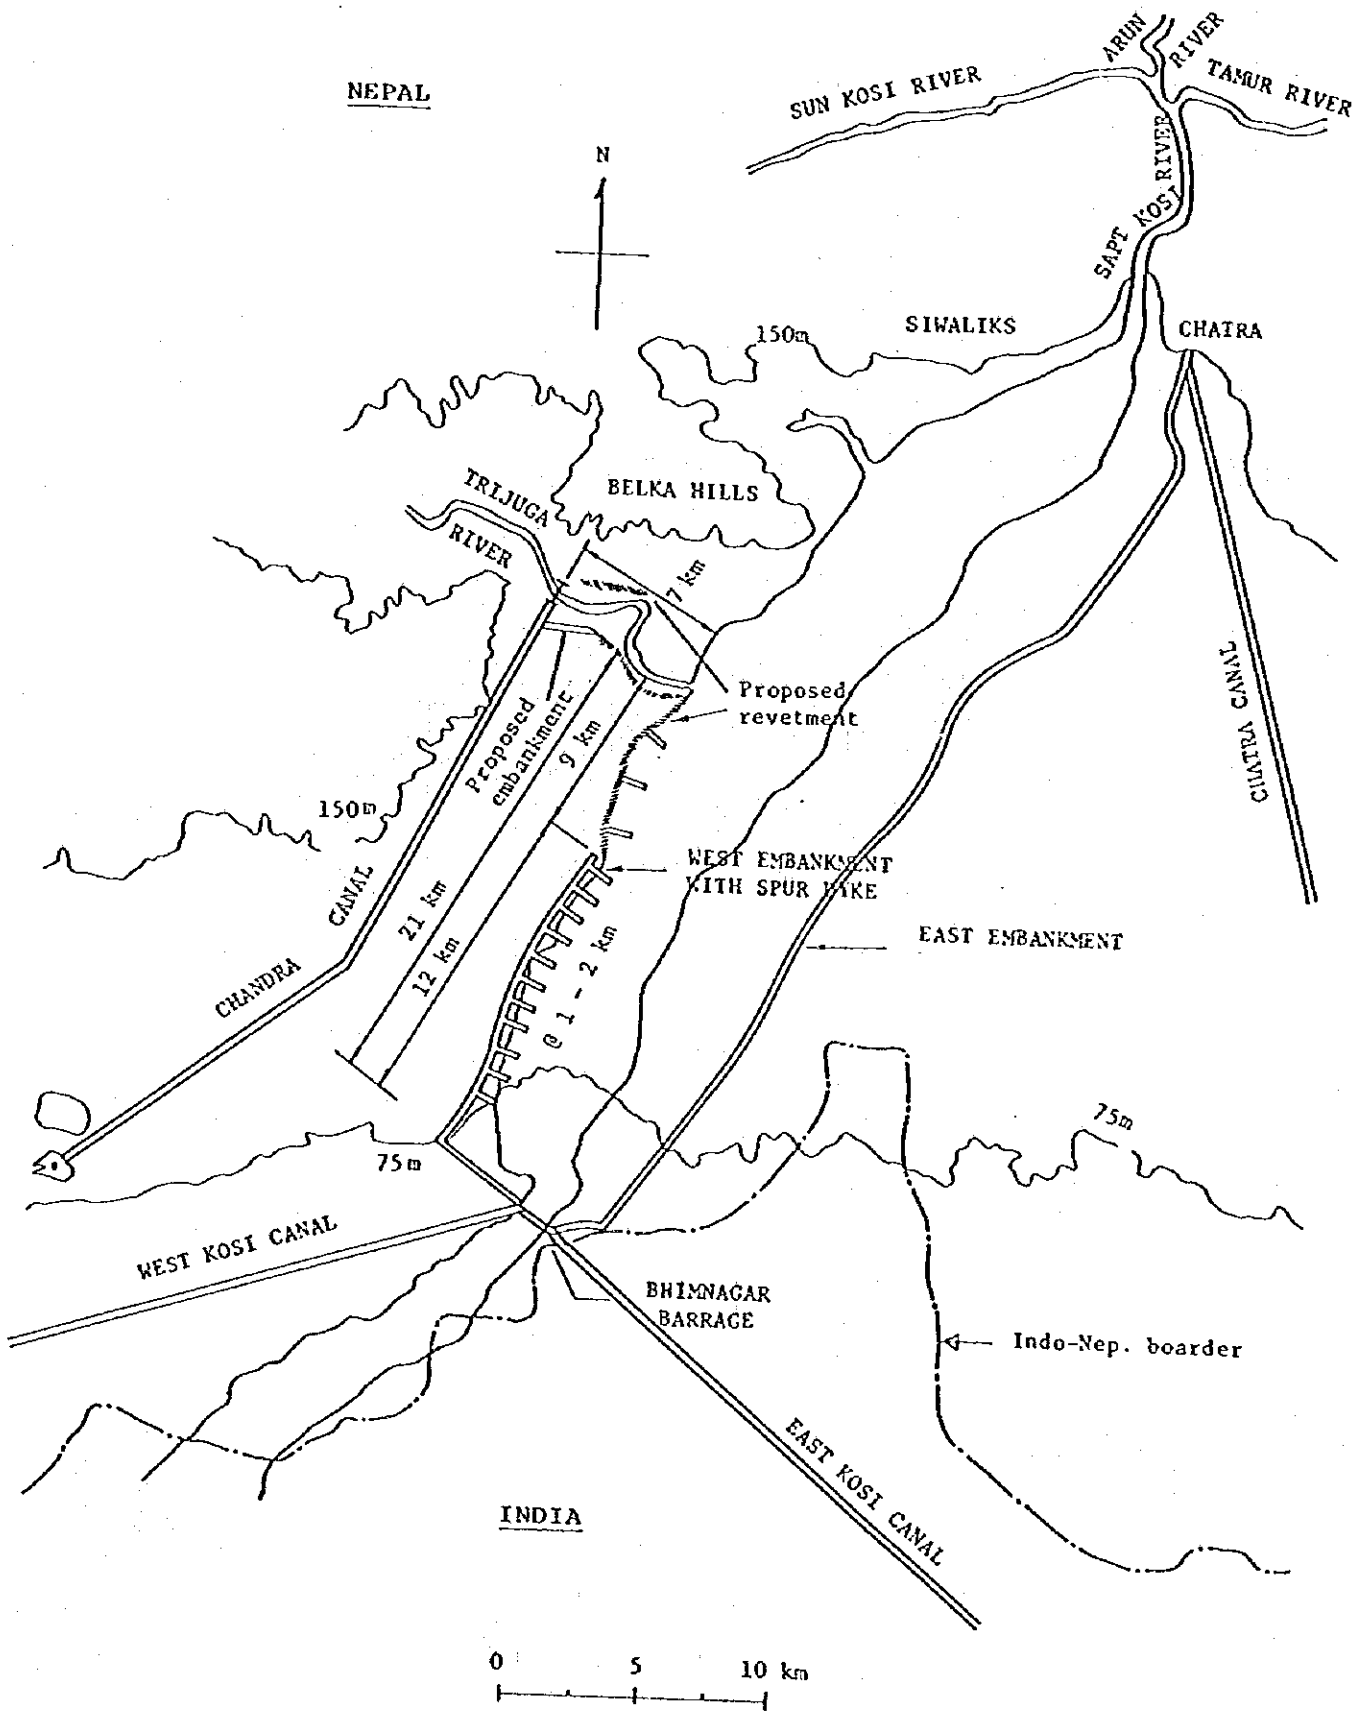 ARUN
RIVER
NEPAL
SUN KOSI RIVER
TAMUR RIVER
N
SAPT KOSI RIVER
150m
SIWALIKS
CHATRA
TRIJUGA
RIVER
BELKA HILLS
7 km
Proposed
revetment
Proposed
embankment
9 km
CHATRA CANAL
150m
WEST EMBANKMENT
WITH SPUR DIKE
CHANDRA CANAL
21 km
12 km
@ 1 - 2 km
EAST EMBANKMENT
75m
75m
WEST KOSI CANAL
BHIMNAGAR
BARRAGE
Indo-Nep. boarder
EAST KOSI CANAL
INDIA
0 5 10 km